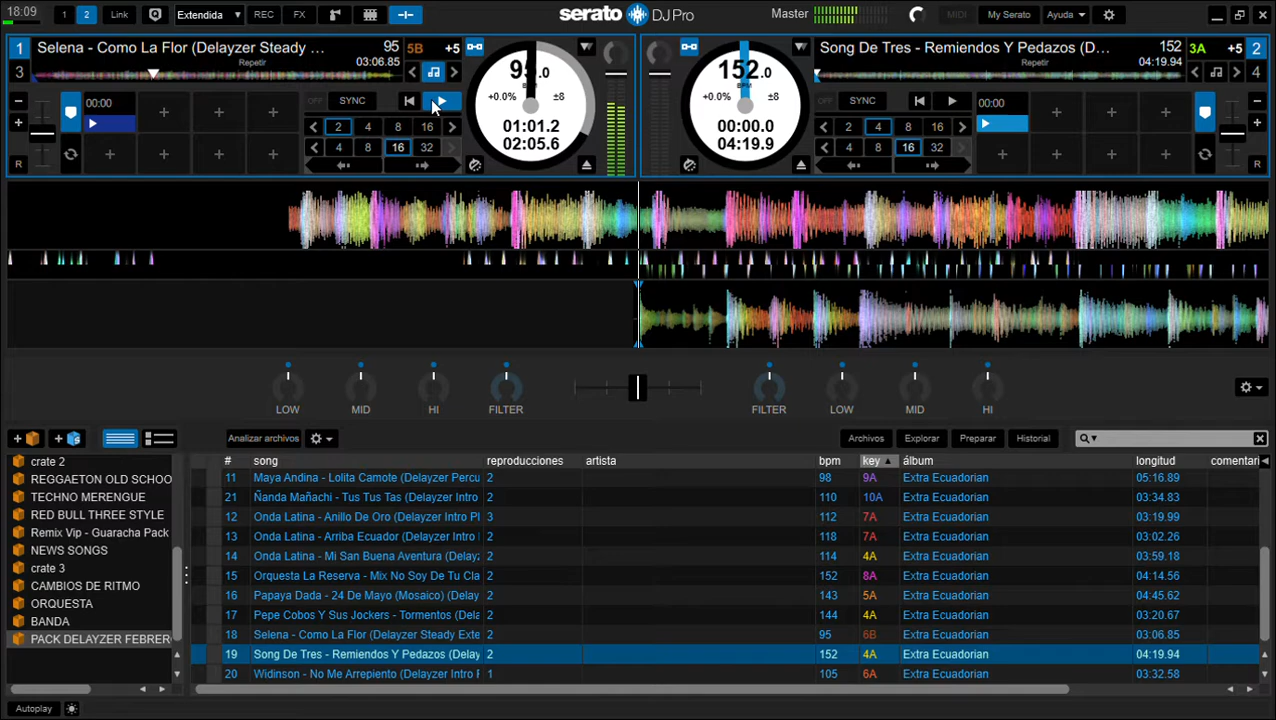 18:09 1 2 Link Extendida REC FX serato DJ Pro Master MIDI My Serato Ayuda
1 Selena - Como La Flor (Delayzer Steady ... 95 5B +5
3 Repetir 03:06.85
95.0 BPM
+0.0% ±8
01:01.2
02:05.6
OFF SYNC
00:00
2 4 8 16
4 8 16 32
R
Song De Tres - Remiendos Y Pedazos (D... 152 3A +5 2
Repetir 04:19.94 4
152.0
BPM
+0.0% ±8
00:00.0
04:19.9
OFF SYNC
00:00
2 4 8 16
4 8 16 32
R
LOW MID HI FILTER FILTER LOW MID HI
Analizar archivos Archivos Explorar Preparar Historial
crate 2
REGGAETON OLD SCHOO
TECHNO MERENGUE
RED BULL THREE STYLE
Remix Vip - Guaracha Pack
NEWS SONGS
crate 3
CAMBIOS DE RITMO
ORQUESTA
BANDA
PACK DELAYZER FEBRER
# song reproducciones artista bpm key álbum longitud comentari
11 Maya Andina - Lolita Camote (Delayzer Percu 2 98 9A Extra Ecuadorian 05:16.89
21 Ñanda Mañachi - Tus Tus Tas (Delayzer Intro 2 110 10A Extra Ecuadorian 03:34.83
12 Onda Latina - Anillo De Oro (Delayzer Intro Pl 3 112 7A Extra Ecuadorian 03:19.99
13 Onda Latina - Arriba Ecuador (Delayzer Intro 2 118 7A Extra Ecuadorian 03:02.26
14 Onda Latina - Mi San Buena Aventura (Delay: 2 114 4A Extra Ecuadorian 03:59.18
15 Orquesta La Reserva - Mix No Soy De Tu Cla 2 152 8A Extra Ecuadorian 04:14.56
16 Papaya Dada - 24 De Mayo (Mosaico) (Delay 2 143 5A Extra Ecuadorian 04:45.62
17 Pepe Cobos Y Sus Jockers - Tormentos (Dela 2 144 4A Extra Ecuadorian 03:20.67
18 Selena - Como La Flor (Delayzer Steady Exte 2 95 6B Extra Ecuadorian 03:06.85
19 Song De Tres - Remiendos Y Pedazos (Delay 2 152 4A Extra Ecuadorian 04:19.94
20 Widinson - No Me Arrepiento (Delayzer Intro F 1 105 6A Extra Ecuadorian 03:32.58
Autoplay